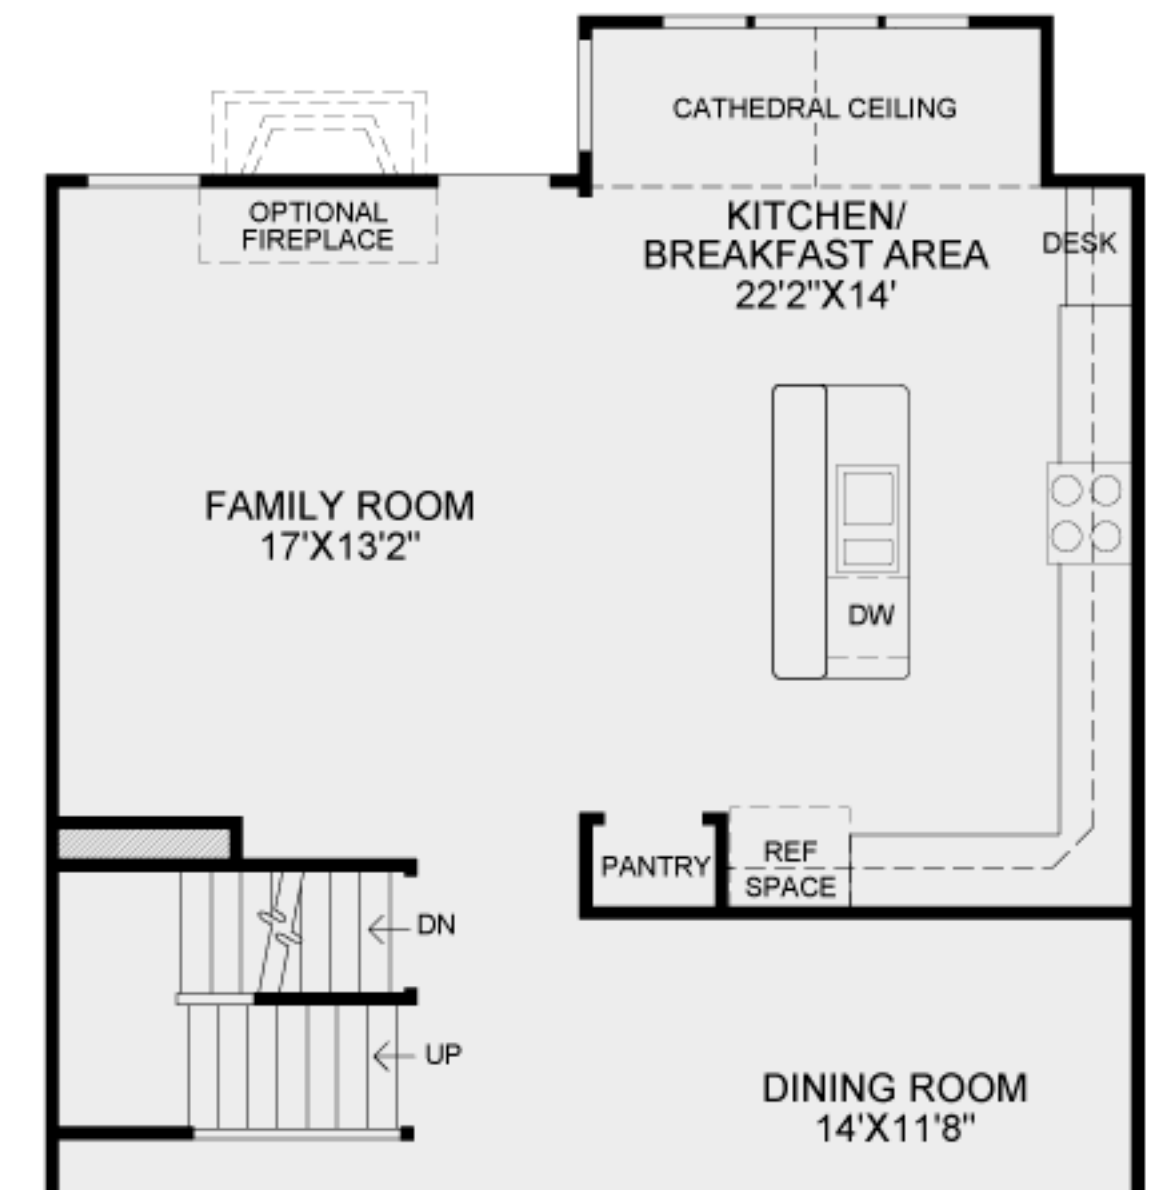 CATHEDRAL CEILING
OPTIONAL
FIREPLACE
KITCHEN/
BREAKFAST AREA
22'2"X14'
DESK
FAMILY ROOM
17'X13'2"
DW
PANTRY
REF
SPACE
DN
UP
DINING ROOM
14'X11'8"